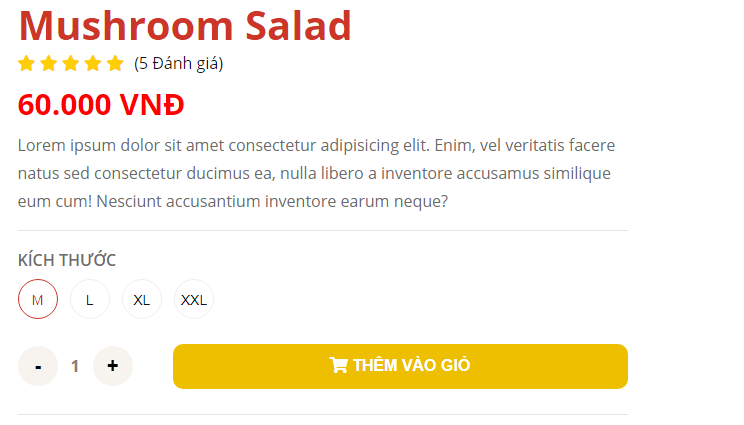 Mushroom Salad
(5 Đánh giá)
60.000 VNĐ
Lorem ipsum dolor sit amet consectetur adipisicing elit. Enim, vel veritatis facere
natus sed consectetur ducimus ea, nulla libero a inventore accusamus similique
eum cum! Nesciunt accusantium inventore earum neque?
KÍCH THƯỚC
M L XL XXL
- 1 + THÊM VÀO GIỎ